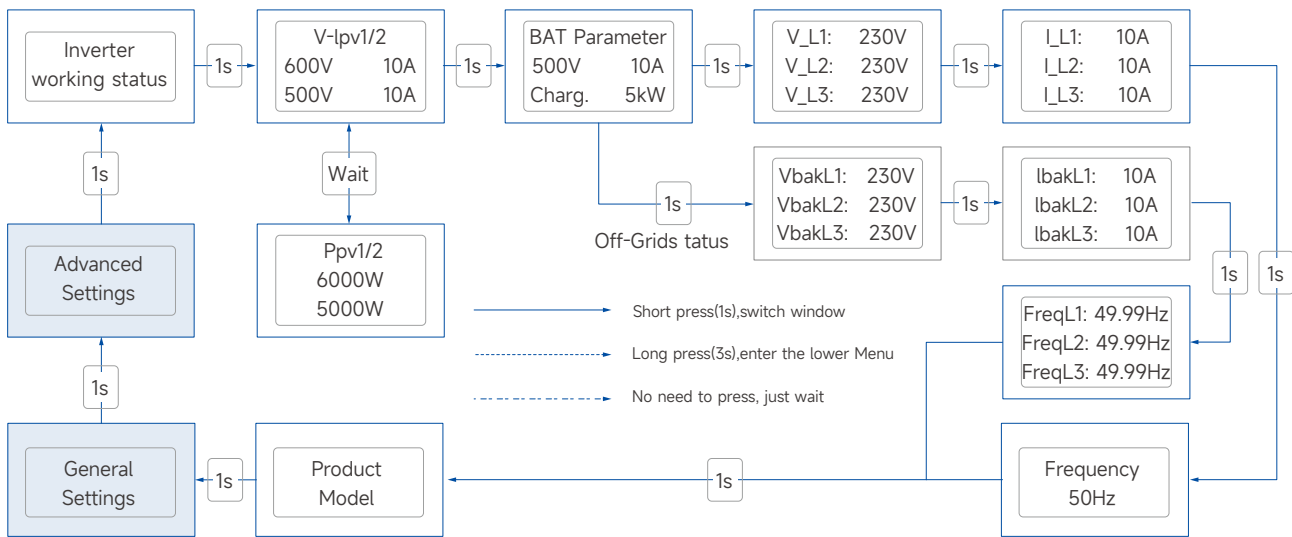 Inverter
working status
1s
V-lpv1/2
600V 10A
500V 10A
1s
BAT Parameter
500V 10A
Charg. 5kW
1s
V_L1: 230V
V_L2: 230V
V_L3: 230V
1s
I_L1: 10A
I_L2: 10A
I_L3: 10A
1s
Wait
1s
Off-Grids tatus
VbakL1: 230V
VbakL2: 230V
VbakL3: 230V
1s
lbakL1: 10A
lbakL2: 10A
lbakL3: 10A
1s
1s
Advanced
Settings
Ppv1/2
6000W
5000W
Short press(1s),switch window
Long press(3s),enter the lower Menu
No need to press, just wait
FreqL1: 49.99Hz
FreqL2: 49.99Hz
FreqL3: 49.99Hz
1s
General
Settings
1s
Product
Model
1s
Frequency
50Hz